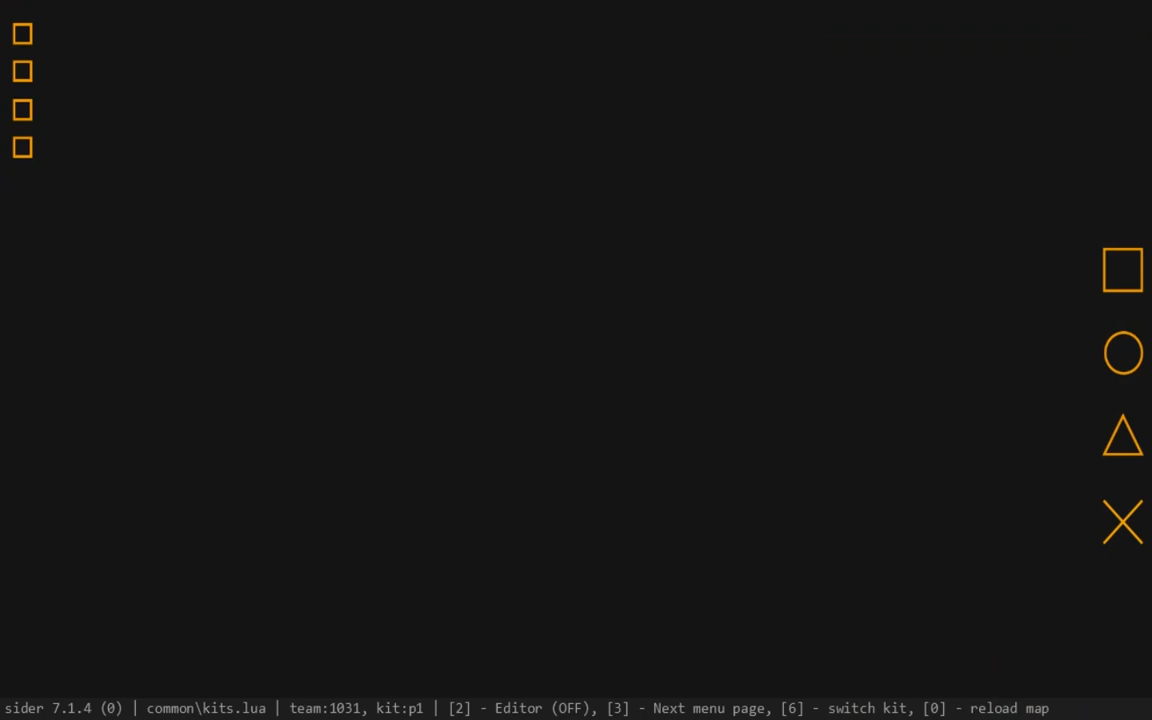 sider 7.1.4 (0) | common\kits.lua | team:1031, kit:p1 | [2] - Editor (OFF), [3] - Next menu page, [6] - switch kit, [0] - reload map